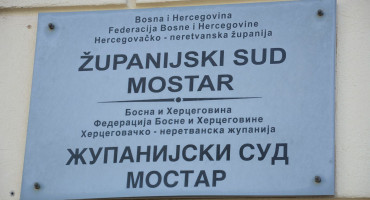 Bosna i Hercegovina
Federacija Bosne i Hercegovine
Hercegovačko - neretvanska županija
ŽUPANIJSKI SUD
MOSTAR
Босна и Херцеговина
Федерација Босне и Херцеговине
Херцеговачко - неретванска жупанија
ЖУПАНИЈСКИ СУД
МОСТАР